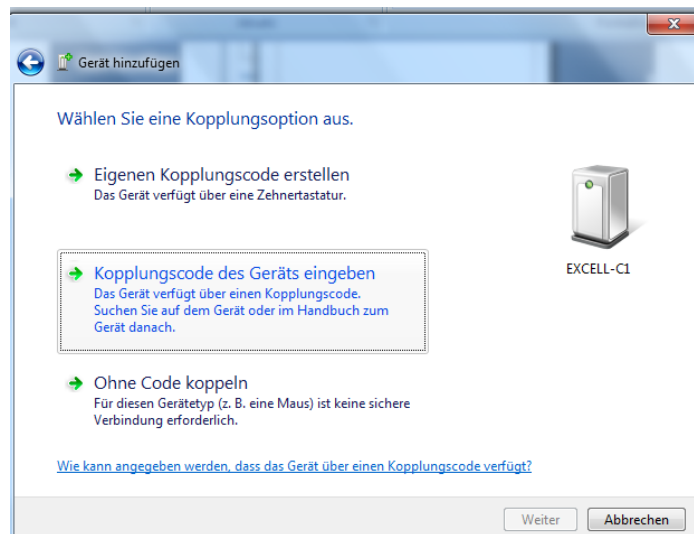 Gerät hinzufügen
Wählen Sie eine Kopplungsoption aus.
Eigenen Kopplungscode erstellen
Das Gerät verfügt über eine Zehnertastatur.
Kopplungscode des Geräts eingeben
Das Gerät verfügt über einen Kopplungscode.
Suchen Sie auf dem Gerät oder im Handbuch zum
Gerät danach.
EXCELL-C1
Ohne Code koppeln
Für diesen Gerätetyp (z. B. eine Maus) ist keine sichere
Verbindung erforderlich.
Wie kann angegeben werden, dass das Gerät über einen Kopplungscode verfügt?
Weiter
Abbrechen